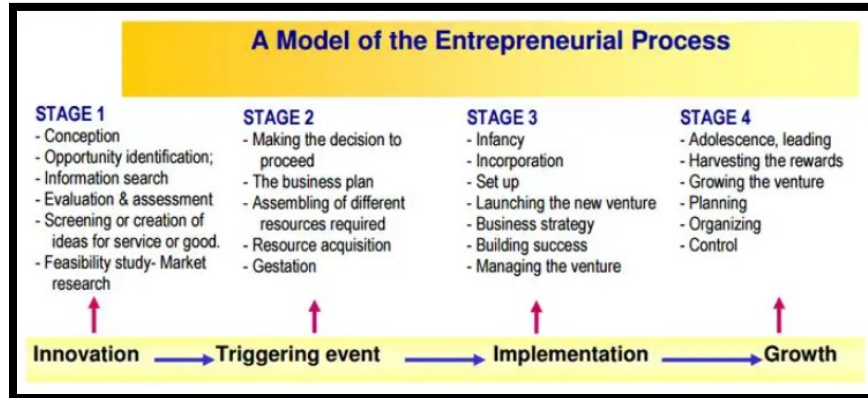 A Model of the Entrepreneurial Process
STAGE 1
- Conception
- Opportunity identification;
- Information search
- Evaluation & assessment
- Screening or creation of
ideas for service or good.
- Feasibility study- Market
research
STAGE 2
- Making the decision to
proceed
- The business plan
- Assembling of different
resources required
- Resource acquisition
- Gestation
STAGE 3
- Infancy
- Incorporation
- Set up
- Launching the new venture
- Business strategy
- Building success
- Managing the venture
STAGE 4
- Adolescence, leading
- Harvesting the rewards
- Growing the venture
- Planning
- Organizing
- Control
Innovation
Triggering event
Implementation
Growth